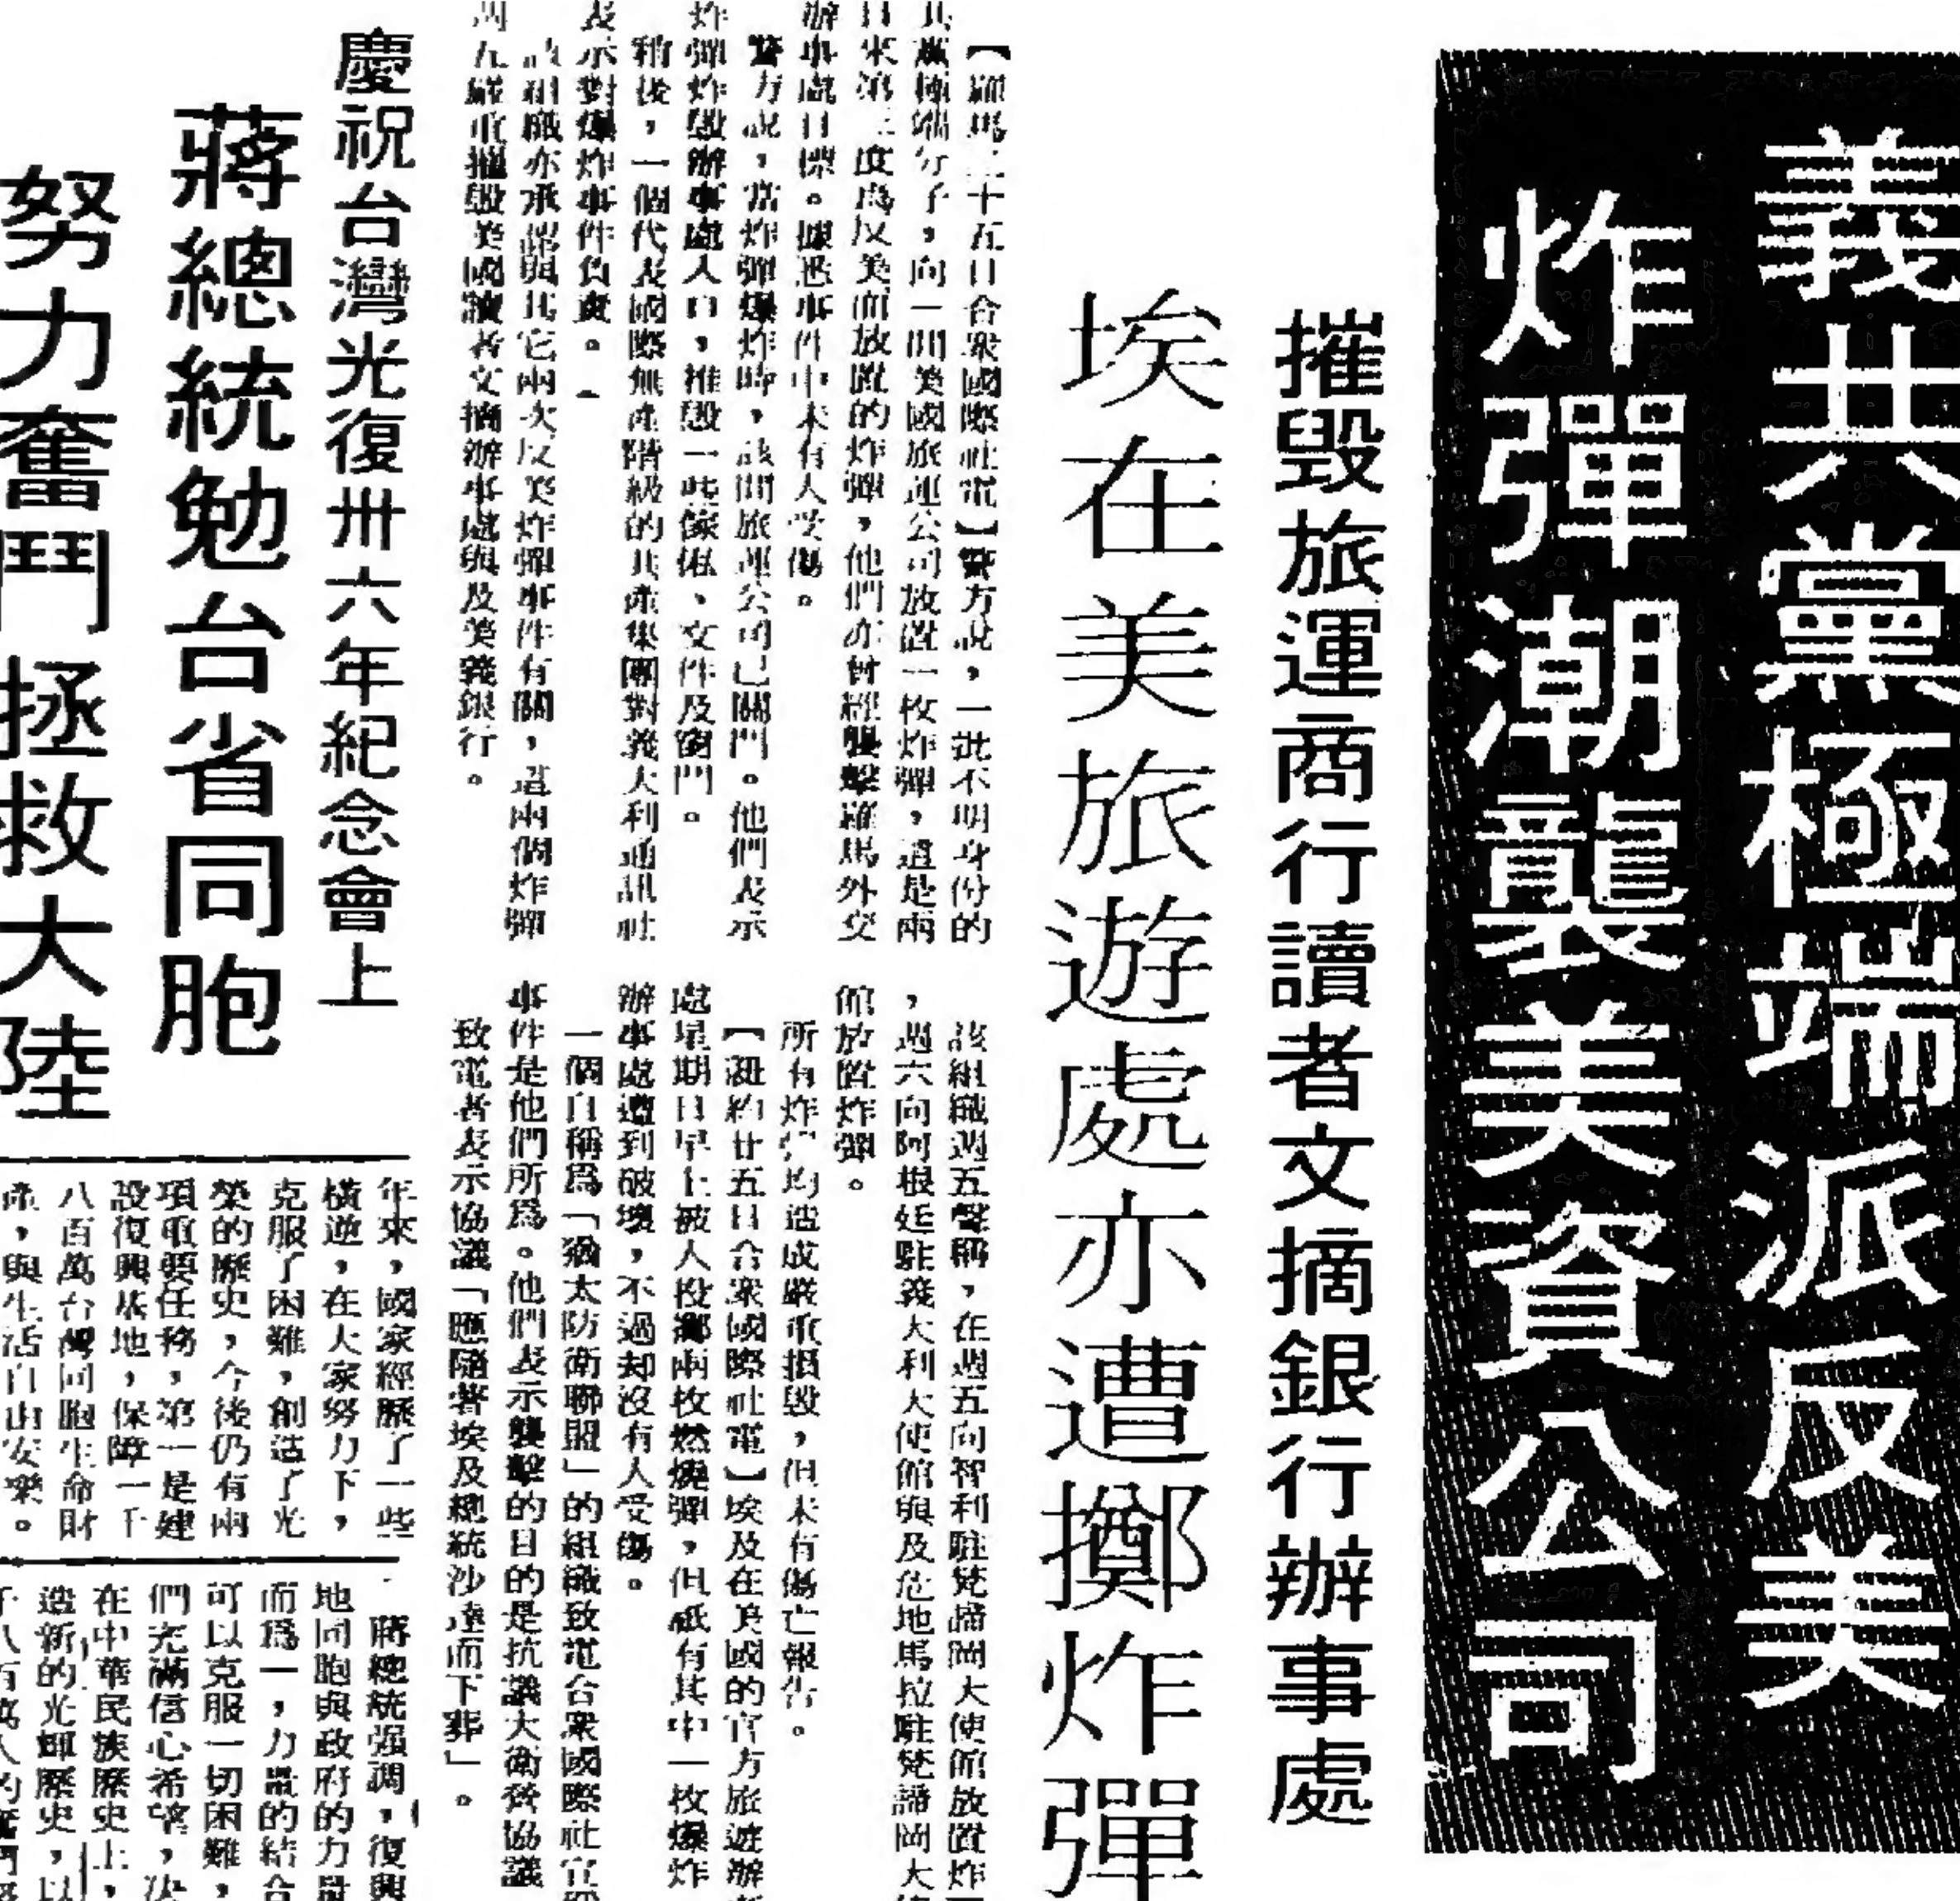 義共黨極端派反美
炸彈潮襲美資公司
摧毀旅運商行讀者文摘銀行辦事處
埃在美旅遊處亦遭擲炸彈
【羅馬二十五日合衆國際社電】警方說，一批不明身份的
共黨極端分子，向一間美國旅運公司放置一枚炸彈，這是兩
日來第三度爲反美而放置的炸彈，他們亦曾經襲擊羅馬外交
辦事處目標。據悉事件中未有人受傷。
警方說，當炸彈爆炸時，該間旅運公司已關門。他們表示
炸彈炸毀辦事處入口，摧毀一些傢俬、文件及窗門。
稍後，一個代表國際無產階級的共產集團對義大利通訊社
表示對爆炸事件負責。
該組織亦承認與其它兩次反美炸彈事件有關，這兩個炸彈
週五嚴重摧毀美國讀者文摘辦事處與及美義銀行。
該組織週五聲稱，在週五向智利駐梵諦岡大使館放置炸
，週六向阿根廷駐義大利大使館與及危地馬拉駐梵諦岡大
館放置炸彈。
所有炸彈均造成嚴重損毀，但未有傷亡報告。
【紐約廿五日合衆國際社電】埃及在美國的官方旅遊辦
處星期日早上被人投擲兩枚燃燒彈，但祇有其中一枚爆炸
辦事處遭到破壞，不過却沒有人受傷。
一個自稱爲「猶太防衛聯盟」的組織致電合衆國際社宣稱
事件是他們所爲。他們表示襲擊的目的是抗議大衛營協議
致電者表示協議「應隨著埃及總統沙達而下葬」。
慶祝台灣光復卅六年紀念會上
蔣總統勉台省同胞
努力奮鬥拯救大陸
年來，國家經歷了一些
橫逆，在大家努力下，
克服了困難，創造了光
榮的歷史，今後仍有兩
項重要任務，第一是建
設復興基地，保障一千
八百萬台灣同胞生命財
產，與生活自由安樂。
蔣總統强調，復興
地同胞與政府的力量
而爲一，力量的結合
可以克服一切困難，
們充滿信心希望，決
在中華民族歷史上，
造新的光輝歷史，以
千八百萬人的奮鬥